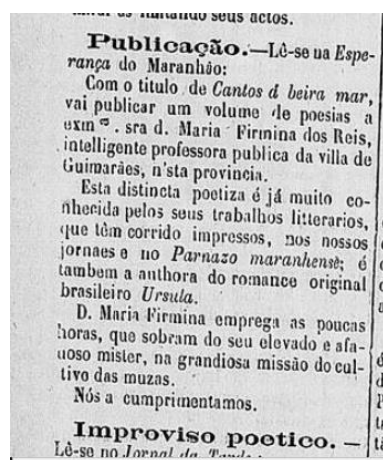 imitando seus actos.
Publicação.—Lê-se na Espe-
rança do Maranhão:
Com o titulo de Cantos á beira mar,
vai publicar um volume de poesias a
exmª. sra d. Maria Firmina dos Reis,
intelligente professora publica da villa de
Guimarães, n'sta provincia.
Esta distincta poetiza é já muito co-
nhecida pelos seus trabalhos litterarios,
que têm corrido impressos, nos nossos
jornaes e no Parnazo maranhense; é
tambem a authora do romance original
brasileiro Ursula.
D. Maria Firmina emprega as poucas
horas, que sobram do seu elevado e afa-
noso mister, na grandiosa missão do cul-
tivo das muzas.
Nós a cumprimentamos.
Improviso poetico.—
Lê-se no Jornal da Tarde